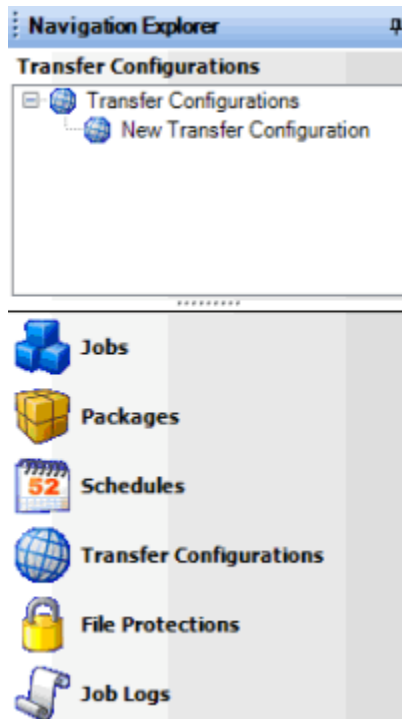 Navigation Explorer
Transfer Configurations
Transfer Configurations
New Transfer Configuration
Jobs
Packages
52
Schedules
Transfer Configurations
File Protections
Job Logs